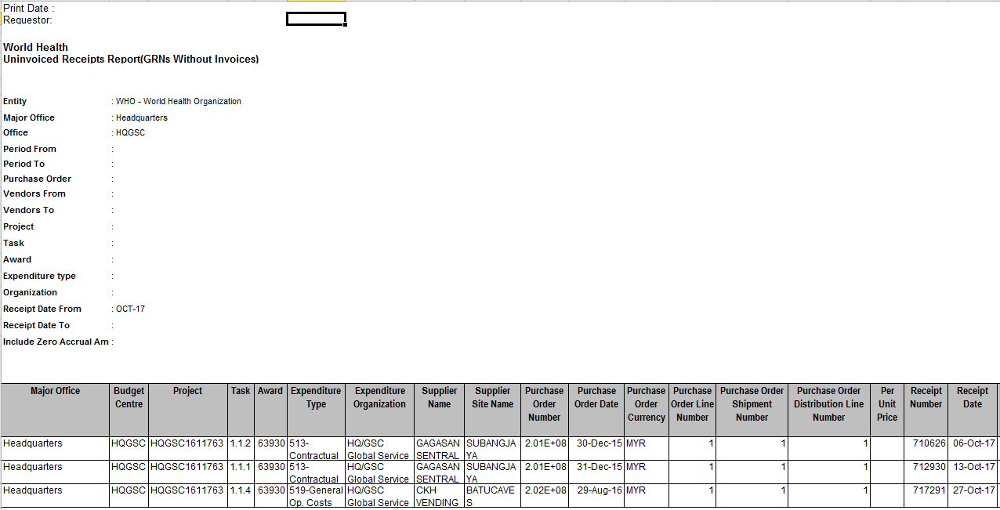 Print Date :
Requestor:
World Health
Uninvoiced Receipts Report(GRNs Without Invoices)
Entity : WHO - World Health Organization
Major Office : Headquarters
Office : HQGSC
Period From :
Period To :
Purchase Order :
Vendors From :
Vendors To :
Project :
Task :
Award :
Expenditure type :
Organization :
Receipt Date From : OCT-17
Receipt Date To :
Include Zero Accrual Am :
Major Office Budget Project Task Award Expenditure Expenditure Supplier Supplier Purchase Purchase Purchase Purchase Purchase Order Purchase Order Per Receipt Receipt
Centre Type Organization Name Site Name Order Order Date Order Order Line Shipment Distribution Line Unit Number Date
Number Currency Number Number Number Price
Headquarters HQGSC HQGSC1611763 1.1.2 63930 513- HQ/GSC GAGASAN SUBANGJA 2.01E+08 30-Dec-15 MYR 1 1 1 710626 06-Oct-17
Contractual Global Service SENTRAL YA
Headquarters HQGSC HQGSC1611763 1.1.1 63930 513- HQ/GSC GAGASAN SUBANGJA 2.01E+08 31-Dec-15 MYR 1 1 1 712930 13-Oct-17
Contractual Global Service SENTRAL YA
Headquarters HQGSC HQGSC1611763 1.1.4 63930 519-General HQ/GSC CKH BATUCAVE 2.02E+08 29-Aug-16 MYR 1 1 1 717291 27-Oct-17
Op. Costs Global Service VENDING S